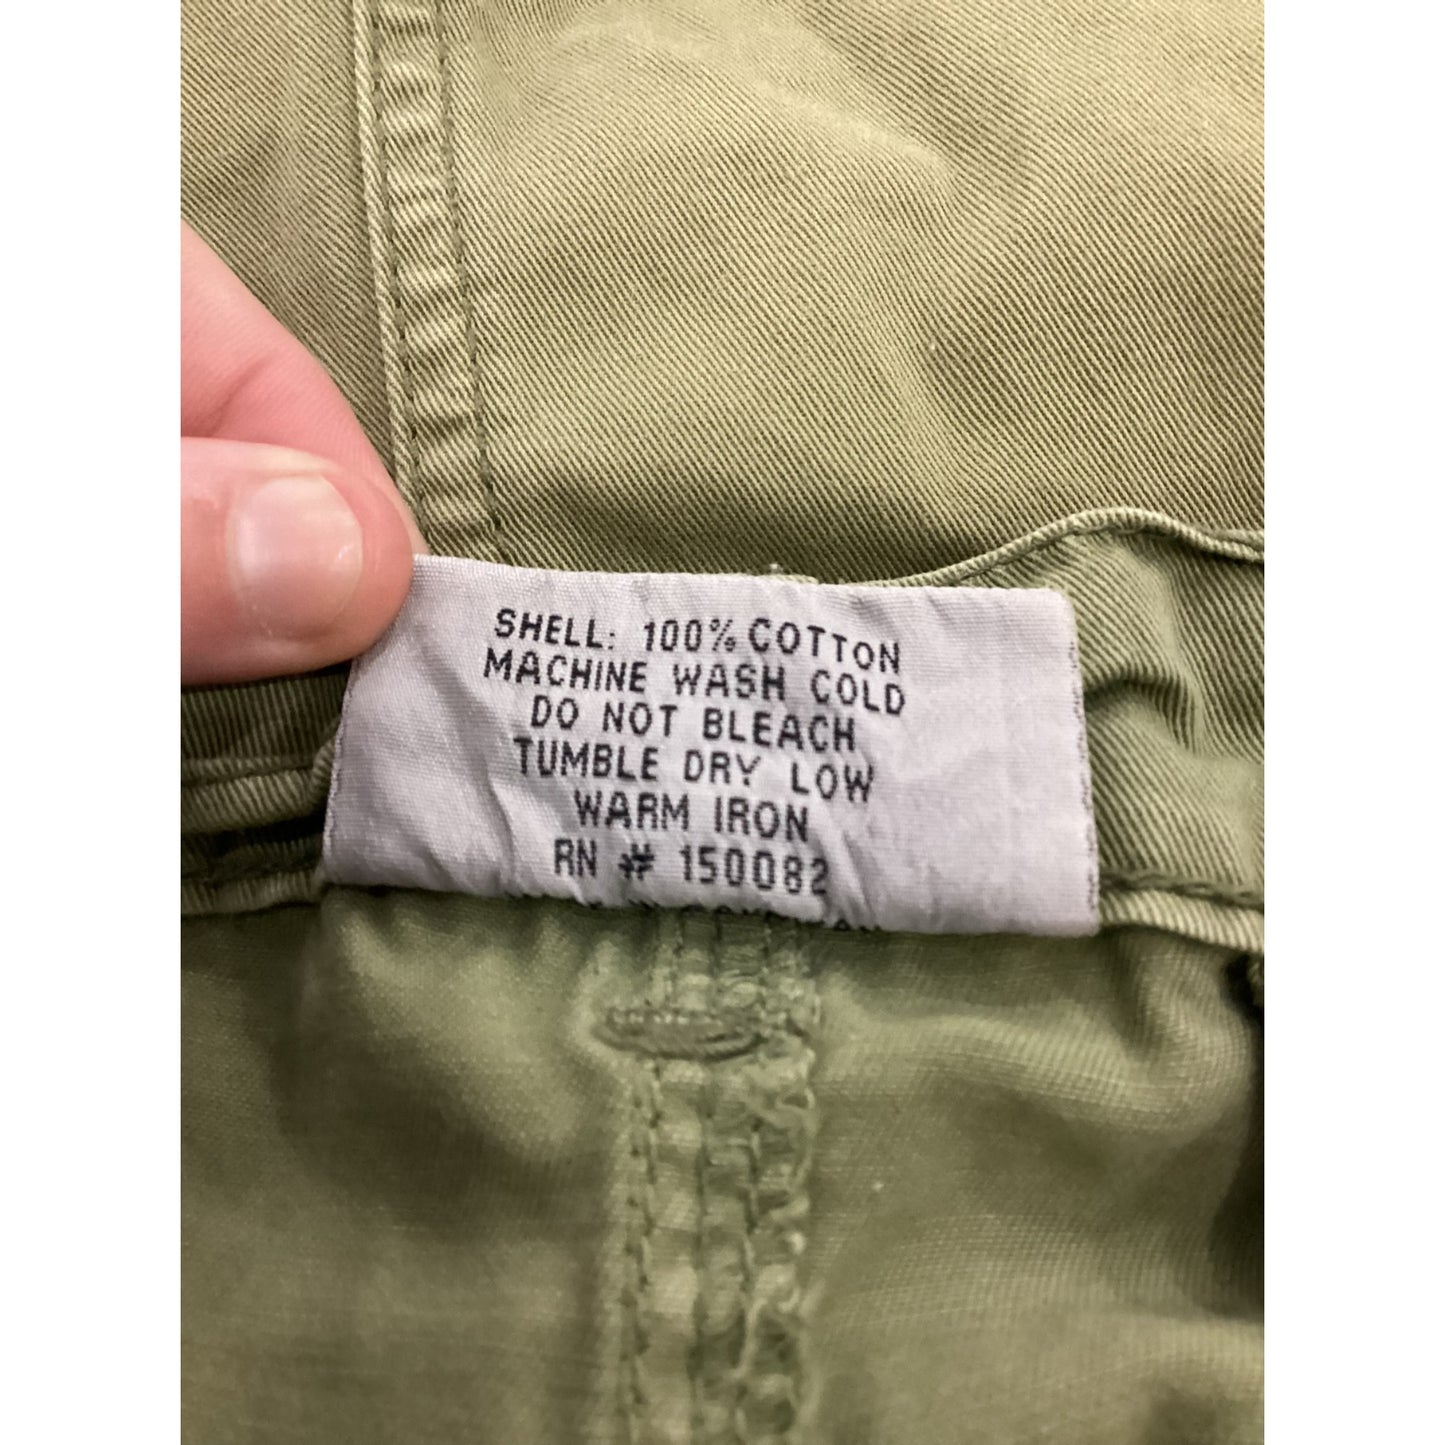 SHELL: 100% COTTON
MACHINE WASH COLD
DO NOT BLEACH
TUMBLE DRY LOW
WARM IRON
RN # 150082